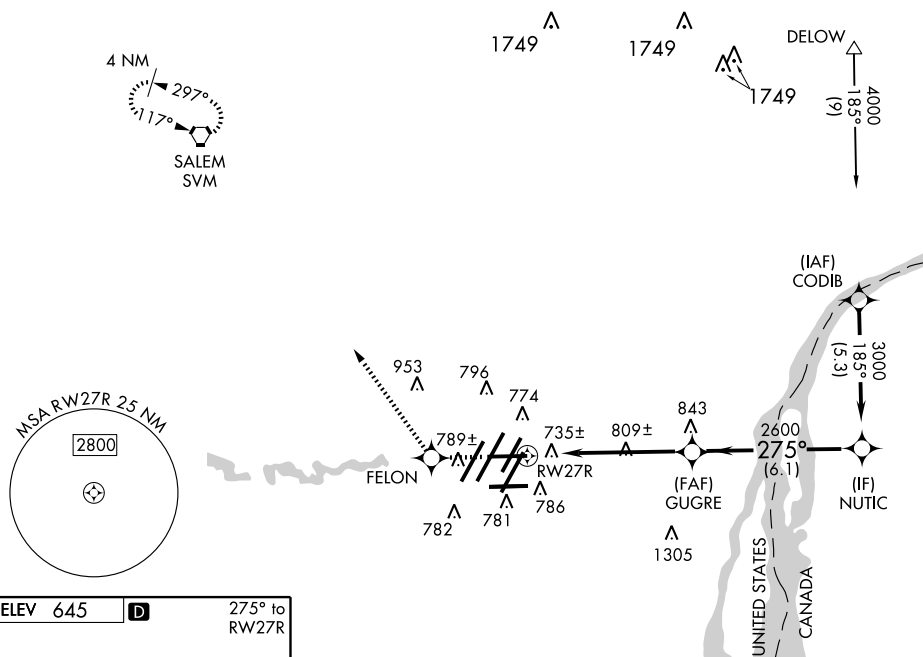 1749
1749
1749
DELOW
4000
185°
(9)
4 NM
297°
117°
SALEM
SVM
(IAF)
CODIB
3000
185°
(5.3)
953
796
774
843
2600
275°
(6.1)
789±
735±
809±
FELON
RW27R
(FAF)
GUGRE
(IF)
NUTIC
782
781
786
1305
MSA RW27R 25 NM
2800
UNITED STATES
CANADA
ELEV 645 D 275° to
RW27R